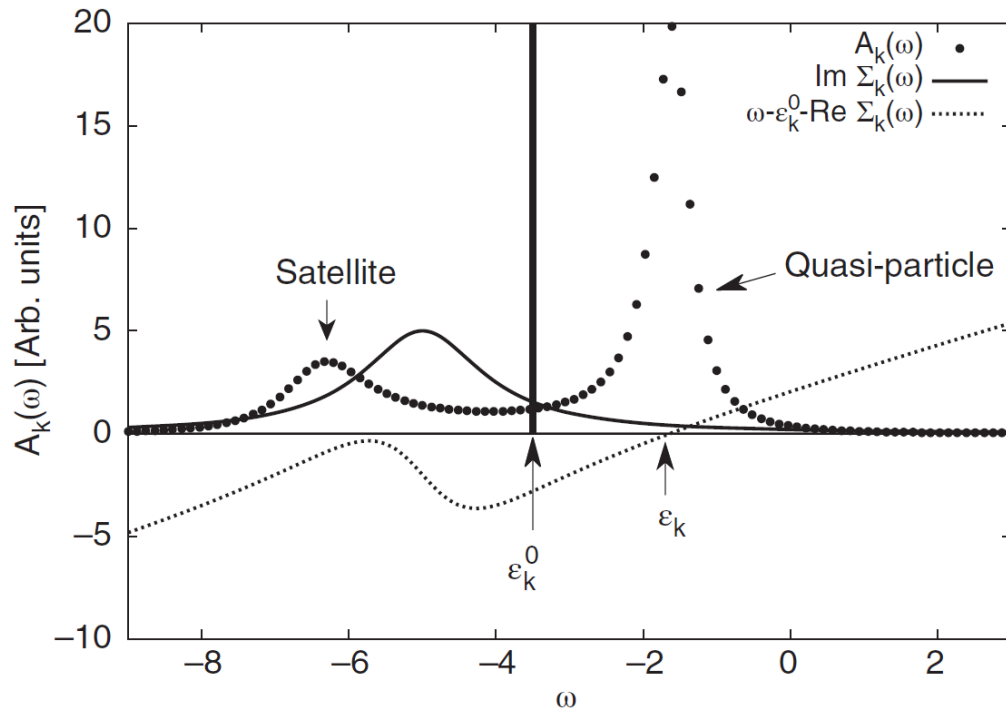 20
15
10
5
0
−5
−10
A_k(ω) [Arb. units]
A_k(ω)
Im Σ_k(ω)
ω-ε_k^0-Re Σ_k(ω)
Satellite
Quasi-particle
ε_k
ε_k^0
−8 −6 −4 −2 0 2
ω